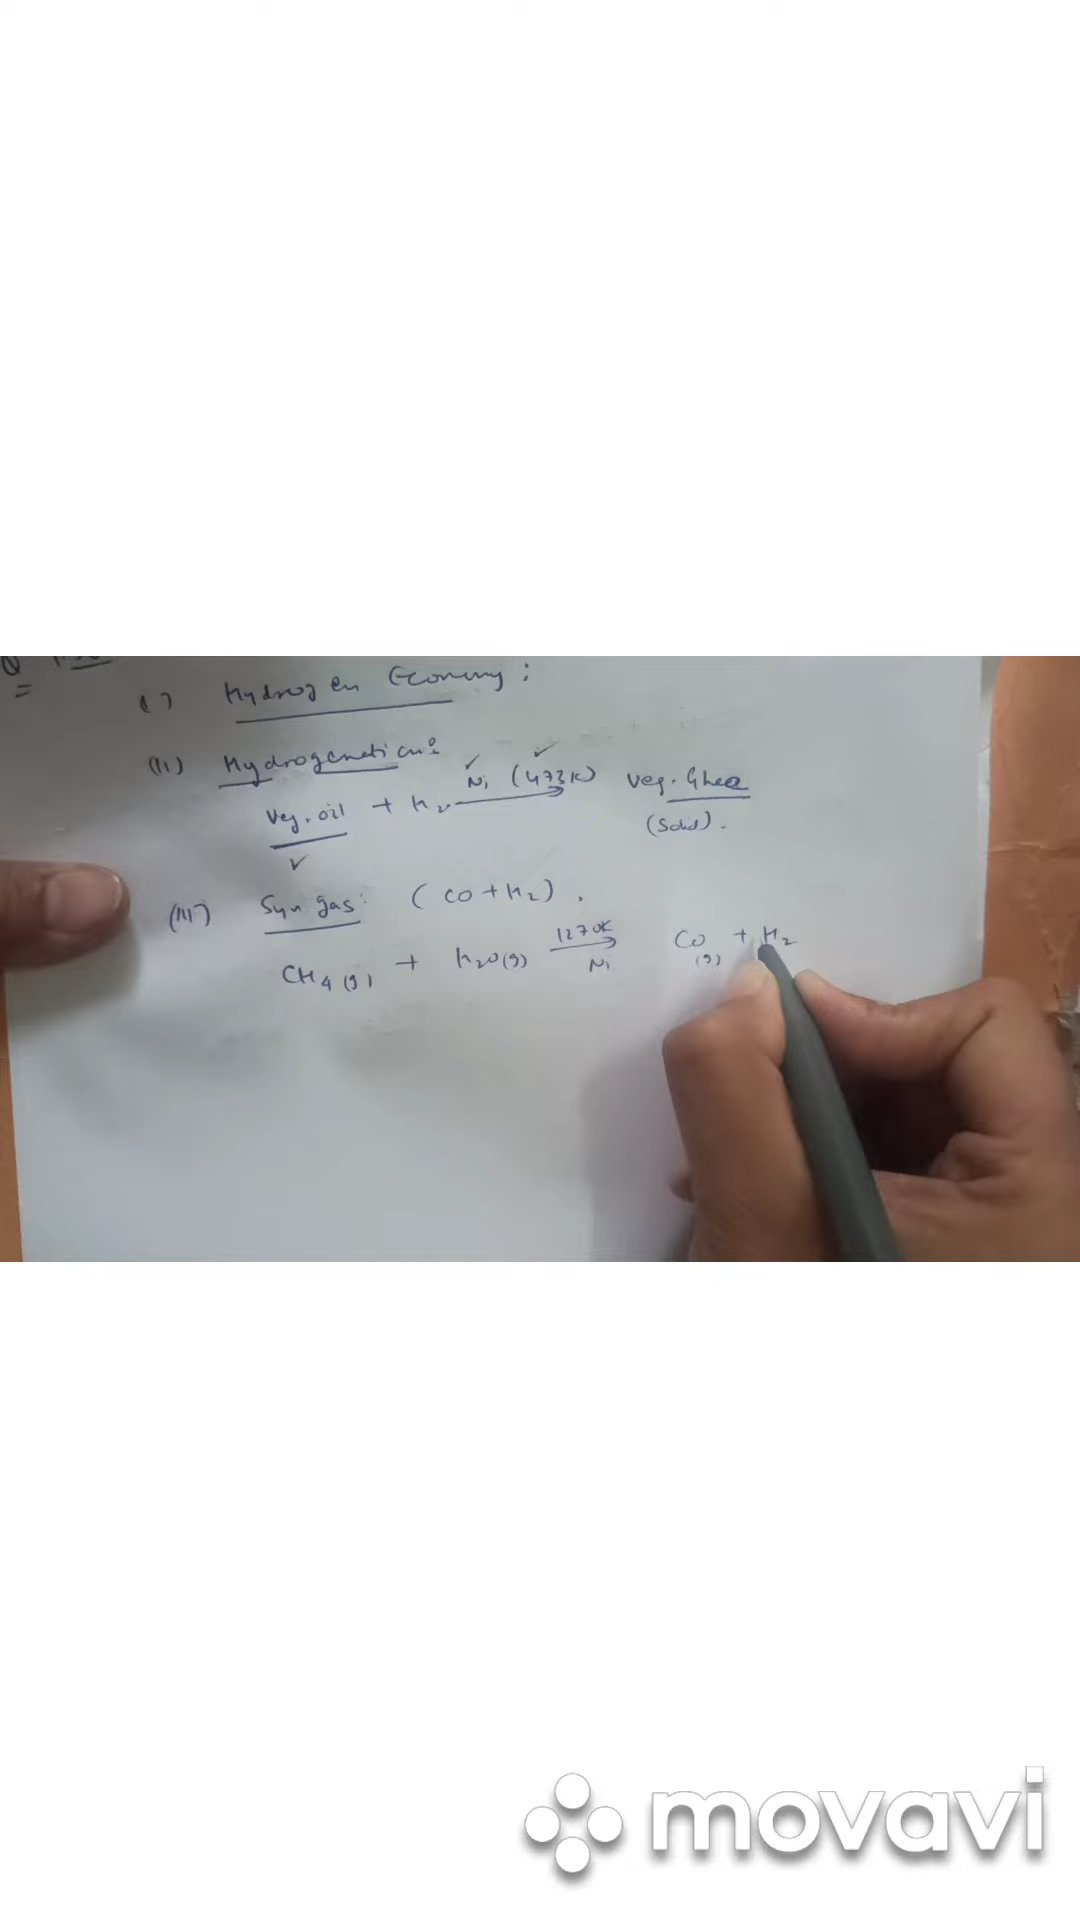 Q
=
(I) Hydrogen Economy :
(II) Hydrogenation :
Veg. oil + H2 Ni (473K) Veg. Ghee
(Solid).
(III) Syn gas : (CO + H2).
CH4(g) + H2O(g) 1270K Ni CO(g) + H2
movavi